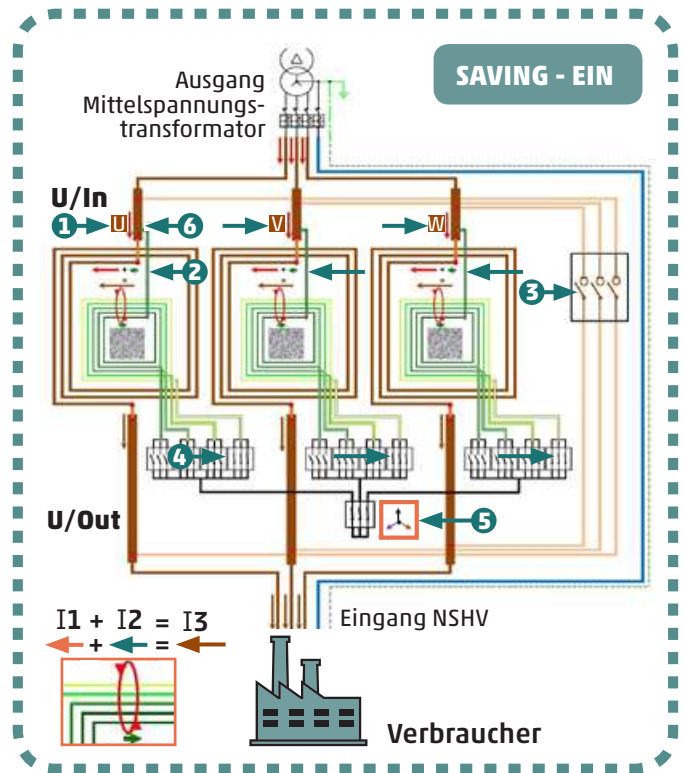 SAVING - EIN
Ausgang
Mittelspannungs-
transformator
U/In
1 U 6 V W
2
3
4
U/Out
5
I1 + I2 = I3
+ =
Eingang NSHV
Verbraucher